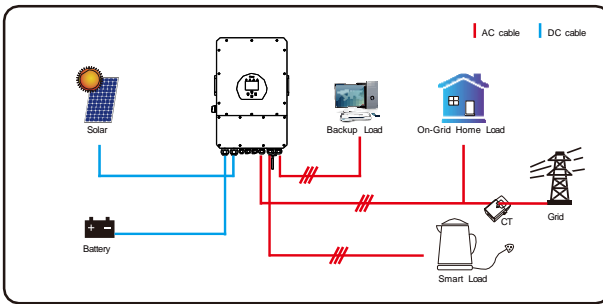 AC cable
DC cable
Solar
Backup Load
On-Grid Home Load
CT
Grid
Battery
Smart Load